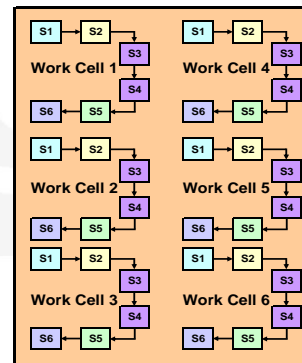 S1 S2 S3
Work Cell 1
S4
S6 S5
S1 S2 S3
Work Cell 4
S4
S6 S5
S1 S2 S3
Work Cell 2
S4
S6 S5
S1 S2 S3
Work Cell 5
S4
S6 S5
S1 S2 S3
Work Cell 3
S4
S6 S5
S1 S2 S3
Work Cell 6
S4
S6 S5